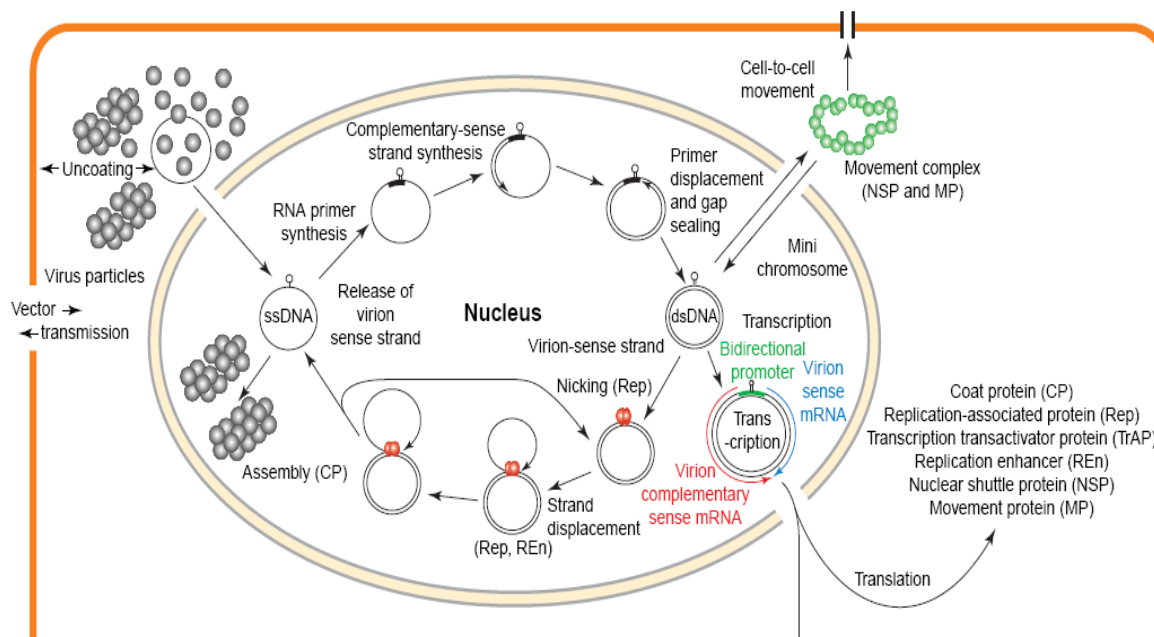 Cell-to-cell
movement
Movement complex
(NSP and MP)
Uncoating
Virus particles
Vector
transmission
Complementary-sense
strand synthesis
RNA primer
synthesis
Primer
displacement
and gap
sealing
Mini
chromosome
ssDNA
Release of
virion
sense strand
Nucleus
dsDNA
Transcription
Virion-sense strand
Bidirectional
promoter
Virion
sense
mRNA
Nicking (Rep)
Trans
-cription
Virion
complementary
sense mRNA
Assembly (CP)
Strand
displacement
(Rep, REn)
Coat protein (CP)
Replication-associated protein (Rep)
Transcription transactivator protein (TrAP)
Replication enhancer (REn)
Nuclear shuttle protein (NSP)
Movement protein (MP)
Translation